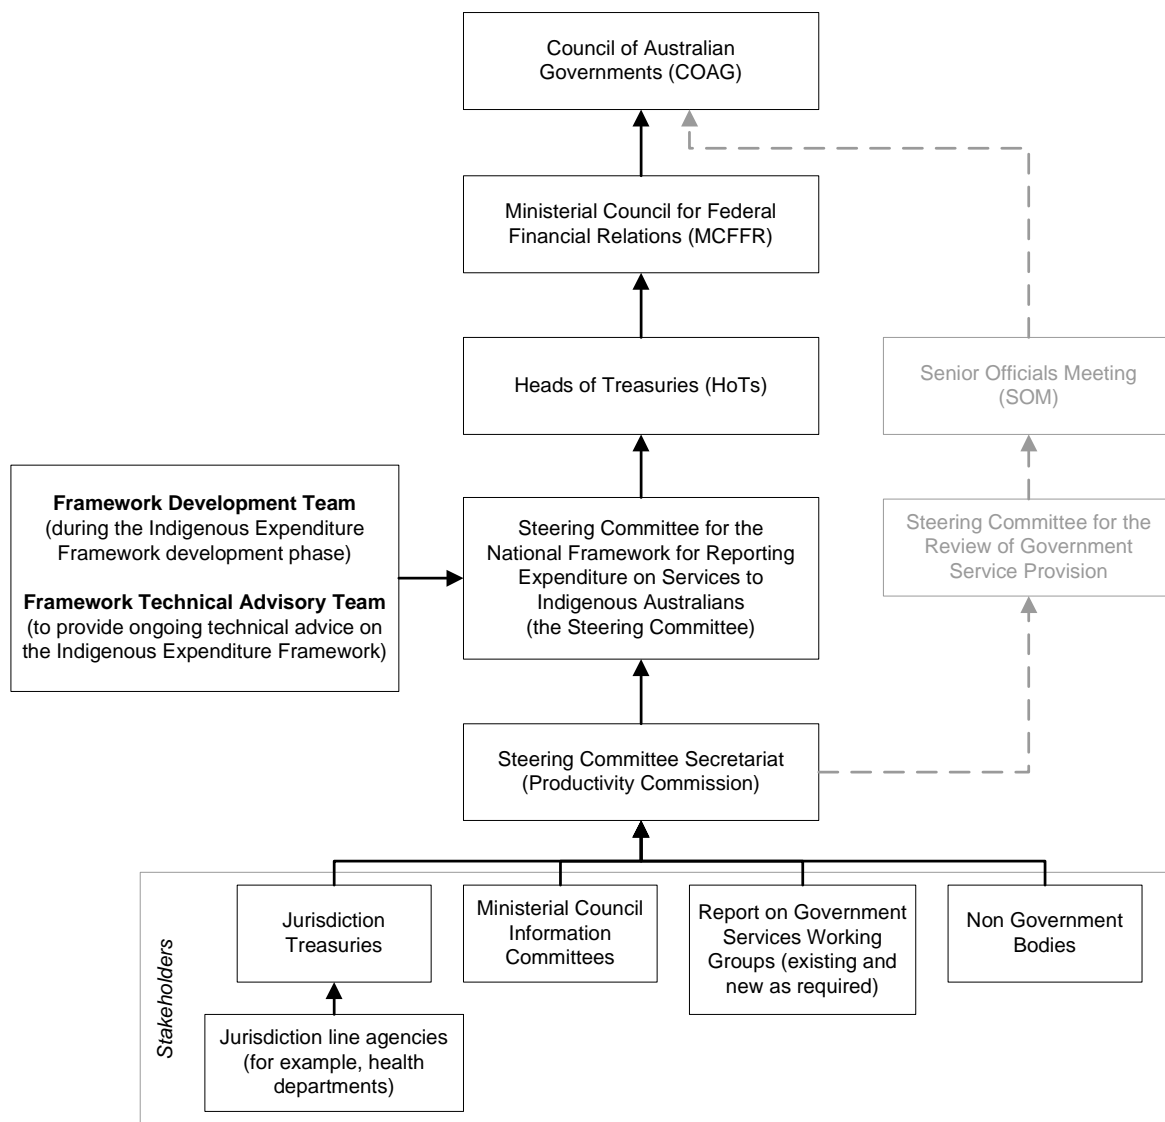 Council of Australian
Governments (COAG)
Ministerial Council for Federal
Financial Relations (MCFFR)
Heads of Treasuries (HoTs)
Senior Officials Meeting
(SOM)
Framework Development Team
(during the Indigenous Expenditure
Framework development phase)
Framework Technical Advisory Team
(to provide ongoing technical advice on
the Indigenous Expenditure Framework)
Steering Committee for the
National Framework for Reporting
Expenditure on Services to
Indigenous Australians
(the Steering Committee)
Steering Committee for the
Review of Government
Service Provision
Steering Committee Secretariat
(Productivity Commission)
Stakeholders
Jurisdiction
Treasuries
Ministerial Council
Information
Committees
Report on Government
Services Working
Groups (existing and
new as required)
Non Government
Bodies
Jurisdiction line agencies
(for example, health
departments)